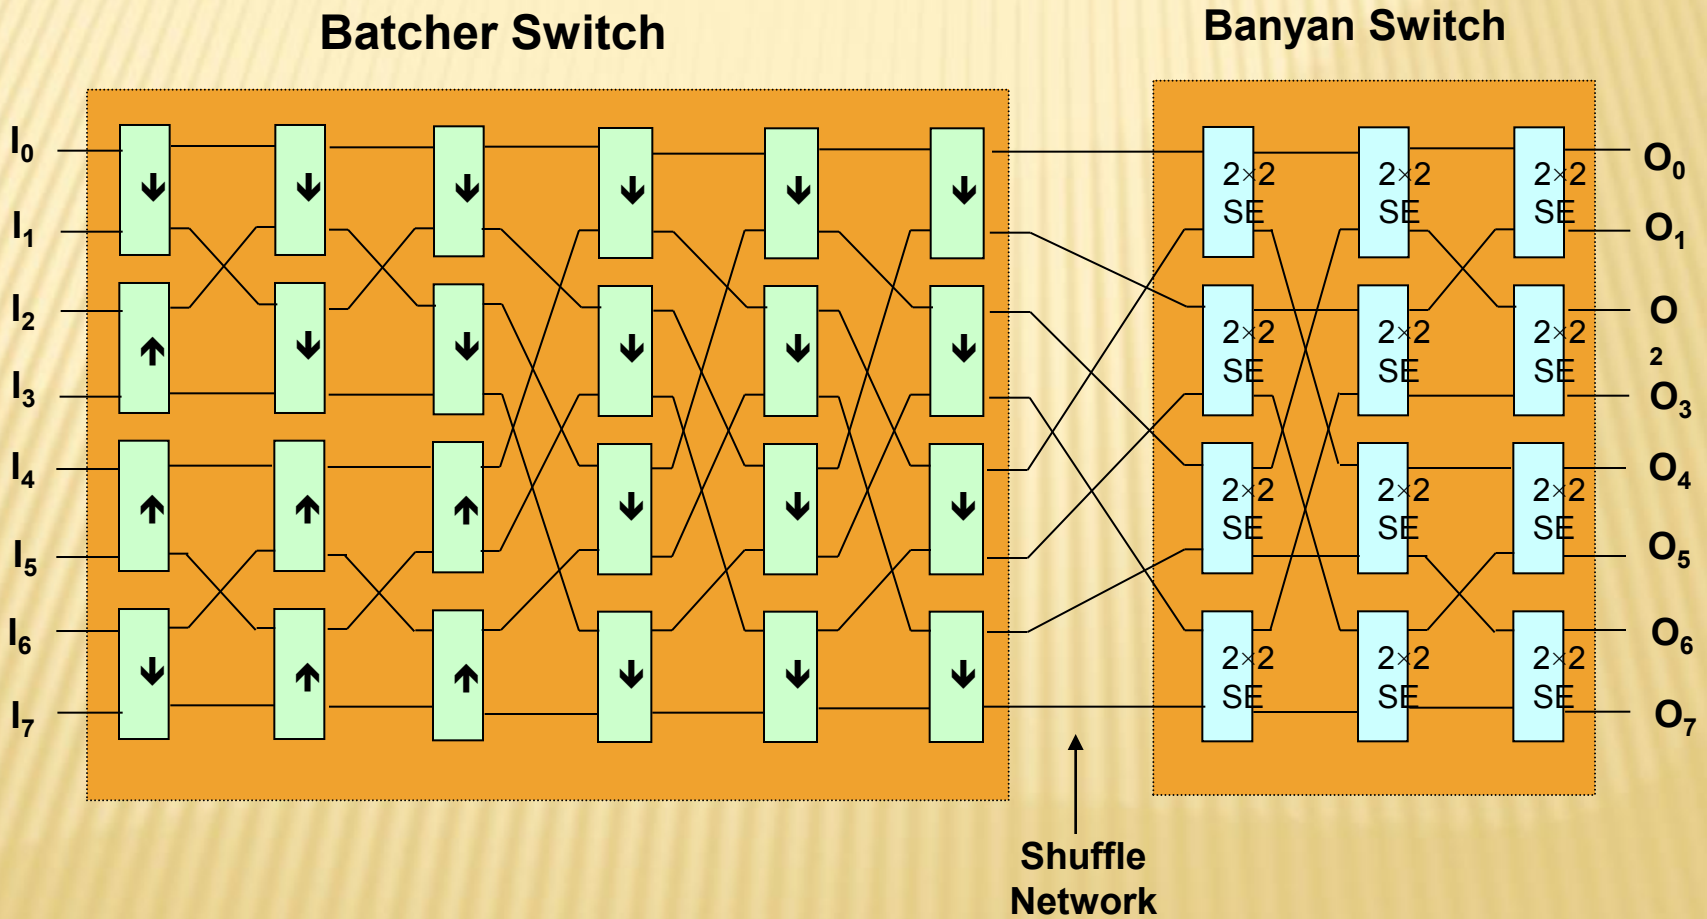 Batcher Switch
Banyan Switch
I0
I1
I2
I3
I4
I5
I6
I7
↓ ↓ ↓ ↓ ↓ ↓
↑ ↓ ↓ ↓ ↓ ↓
↑ ↑ ↑ ↓ ↓ ↓
↓ ↑ ↑ ↓ ↓ ↓
2×2 2×2 2×2
SE SE SE
2×2 2×2 2×2
SE SE SE
2×2 2×2 2×2
SE SE SE
2×2 2×2 2×2
SE SE SE
O0
O1
O
2
O3
O4
O5
O6
O7
Shuffle
Network